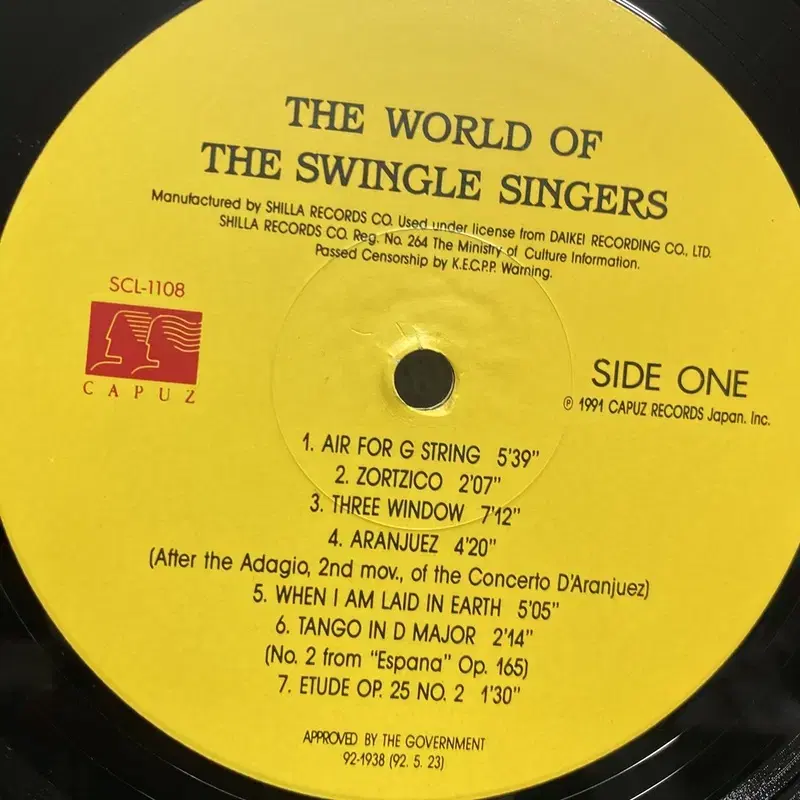 THE WORLD OF
THE SWINGLE SINGERS
Manufactured by SHILLA RECORDS CO. Used under license from DAIKEI RECORDING CO., LTD.
SHILLA RECORDS CO. Reg. No. 264 The Ministry of Culture Information.
Passed Censorship by K.E.C.P.P. Warning.
SCL-1108
CAPUZ
SIDE ONE
℗ 1991 CAPUZ RECORDS Japan. Inc.
1. AIR FOR G STRING 5'39"
2. ZORTZICO 2'07"
3. THREE WINDOW 7'12"
4. ARANJUEZ 4'20"
(After the Adagio, 2nd mov., of the Concerto D'Aranjuez)
5. WHEN I AM LAID IN EARTH 5'05"
6. TANGO IN D MAJOR 2'14"
(No. 2 from "Espana" Op. 165)
7. ETUDE OP. 25 NO. 2 1'30"
APPROVED BY THE GOVERNMENT
92-1938 (92. 5. 23)